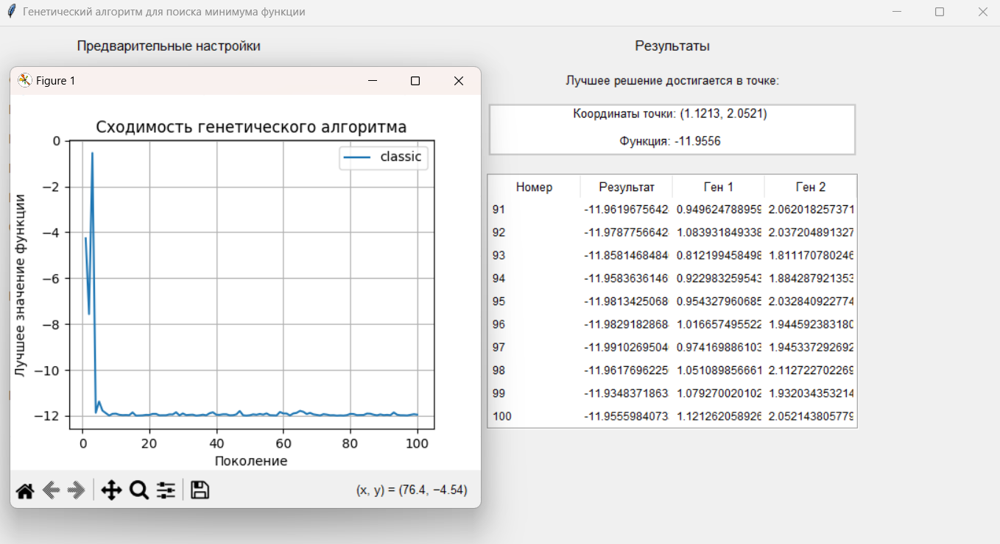 Генетический алгоритм для поиска минимума функции
Предварительные настройки
Figure 1
Сходимость генетического алгоритма
classic
Лучшее значение функции
0
−2
−4
−6
−8
−10
−12
0 20 40 60 80 100
Поколение
(x, y) = (76.4, −4.54)
Результаты
Лучшее решение достигается в точке:
Координаты точки: (1.1213, 2.0521)
Функция: -11.9556
Номер Результат Ген 1 Ген 2
91 -11.9619675642 0.949624788959 2.062018257371
92 -11.9787756642 1.083931849338 2.037204891327
93 -11.8581468484 0.812199458498 1.811170780246
94 -11.9583636146 0.922983259543 1.884287921353
95 -11.9813425068 0.954327960685 2.032840922774
96 -11.9829182868 1.016657495522 1.944592383180
97 -11.9910269504 0.974169886103 1.945337292692
98 -11.9617696225 1.051089856661 2.112722702269
99 -11.9348371863 1.079270020102 1.932034353214
100 -11.9555984073 1.121262058926 2.052143805779